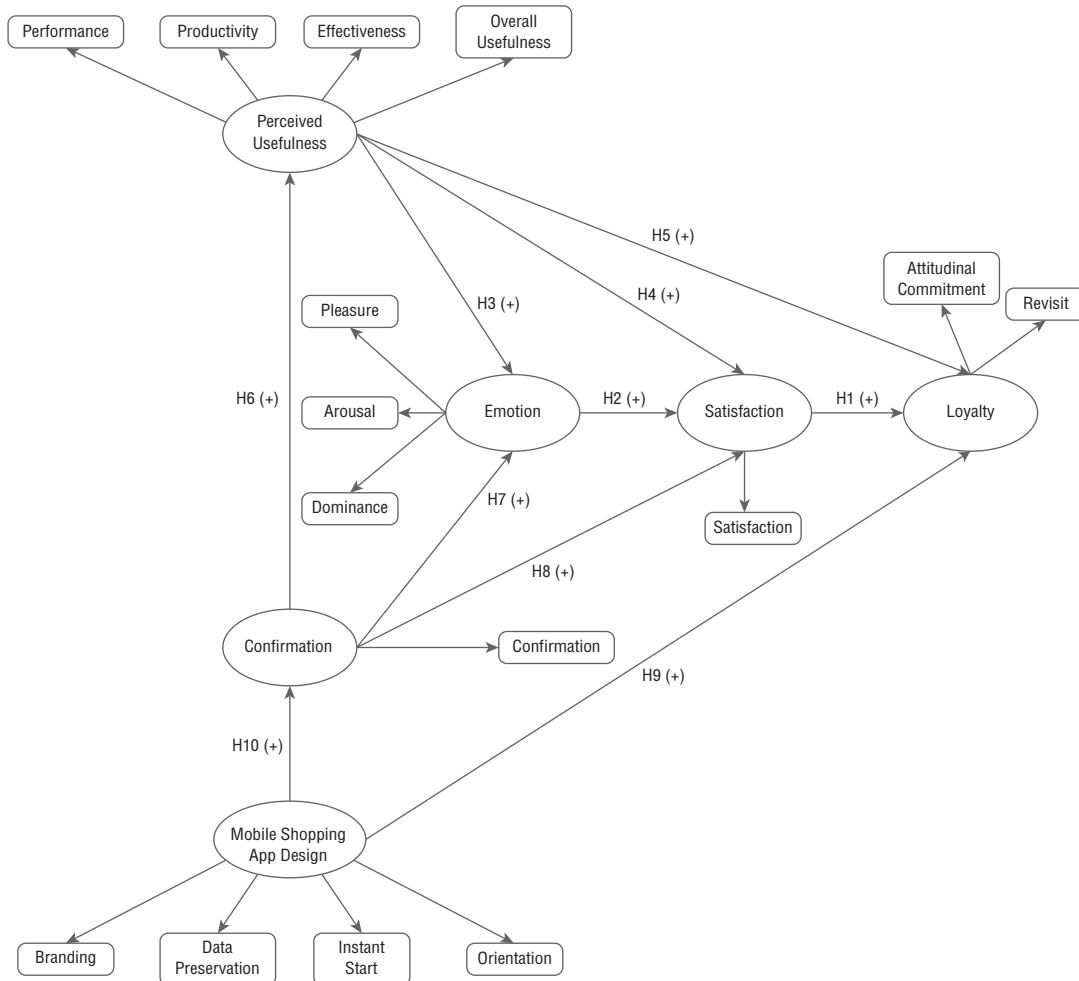 Performance
Productivity
Effectiveness
Overall
Usefulness
Perceived
Usefulness
H5 (+)
H4 (+)
H3 (+)
Attitudinal
Commitment
Revisit
Pleasure
H6 (+)
Arousal
Emotion
H2 (+)
Satisfaction
H1 (+)
Loyalty
Dominance
H7 (+)
Satisfaction
H8 (+)
Confirmation
Confirmation
H9 (+)
H10 (+)
Mobile Shopping
App Design
Branding
Data
Preservation
Instant
Start
Orientation